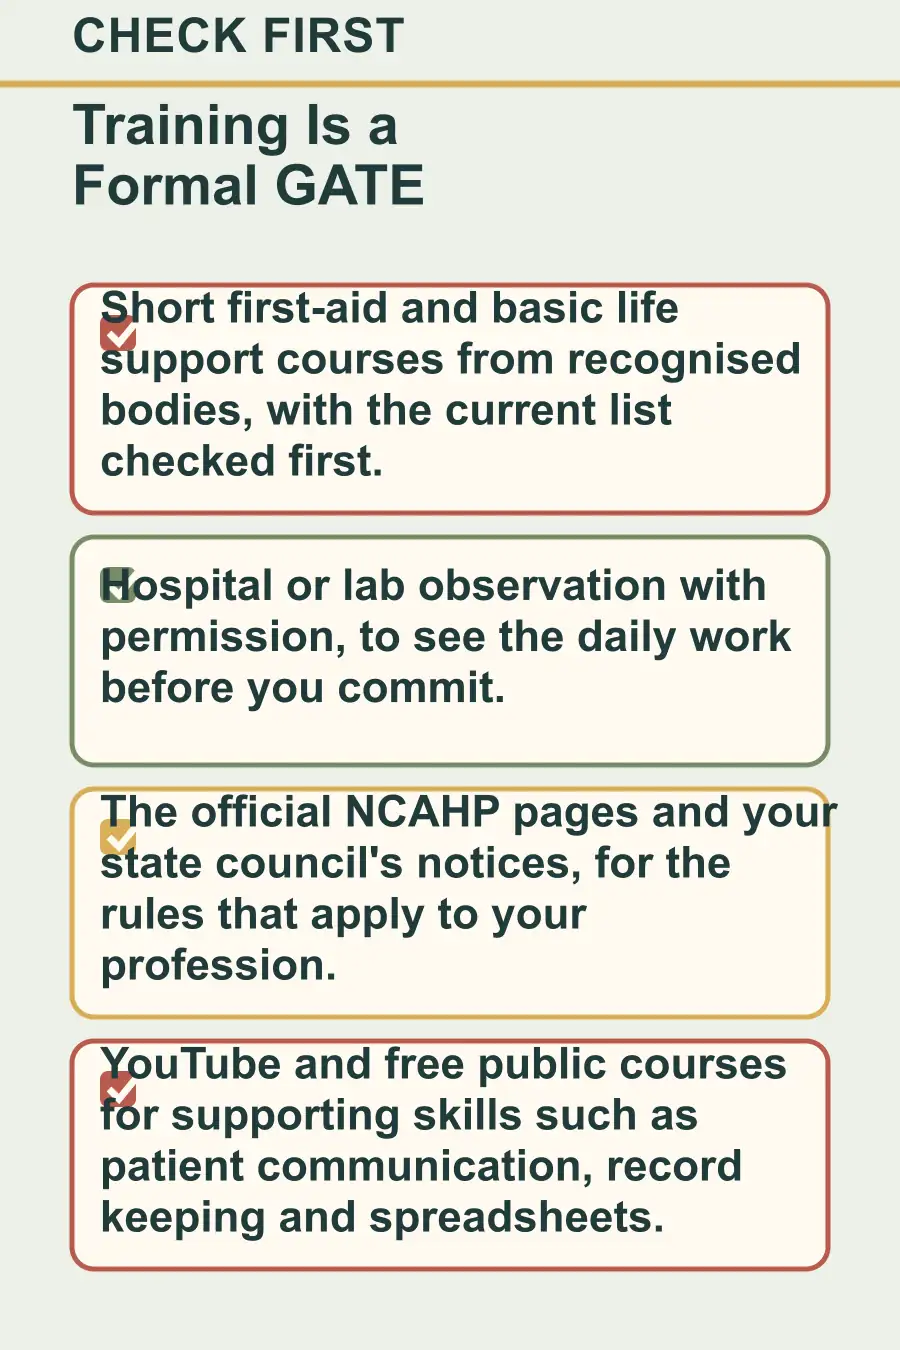 CHECK FIRST
Training Is a
Formal GATE
Short first-aid and basic life
support courses from recognised
bodies, with the current list
checked first.
Hospital or lab observation with
permission, to see the daily work
before you commit.
The official NCAHP pages and your
state council's notices, for the
rules that apply to your
profession.
YouTube and free public courses
for supporting skills such as
patient communication, record
keeping and spreadsheets.